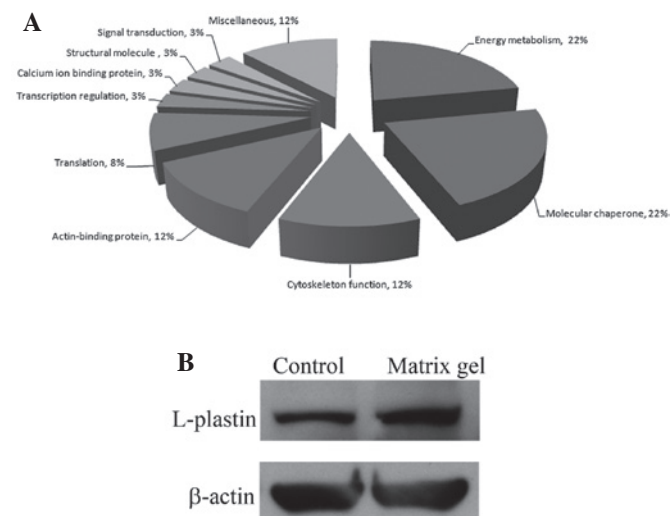 A
Miscellaneous, 12%
Signal transduction, 3%
Structural molecule , 3%
Calcium ion binding protein, 3%
Transcription regulation, 3%
Translation, 8%
Actin-binding protein, 12%
Cytoskeleton function, 12%
Molecular chaperone, 22%
Energy metabolism, 22%
B
Control Matrix gel
L-plastin
β-actin